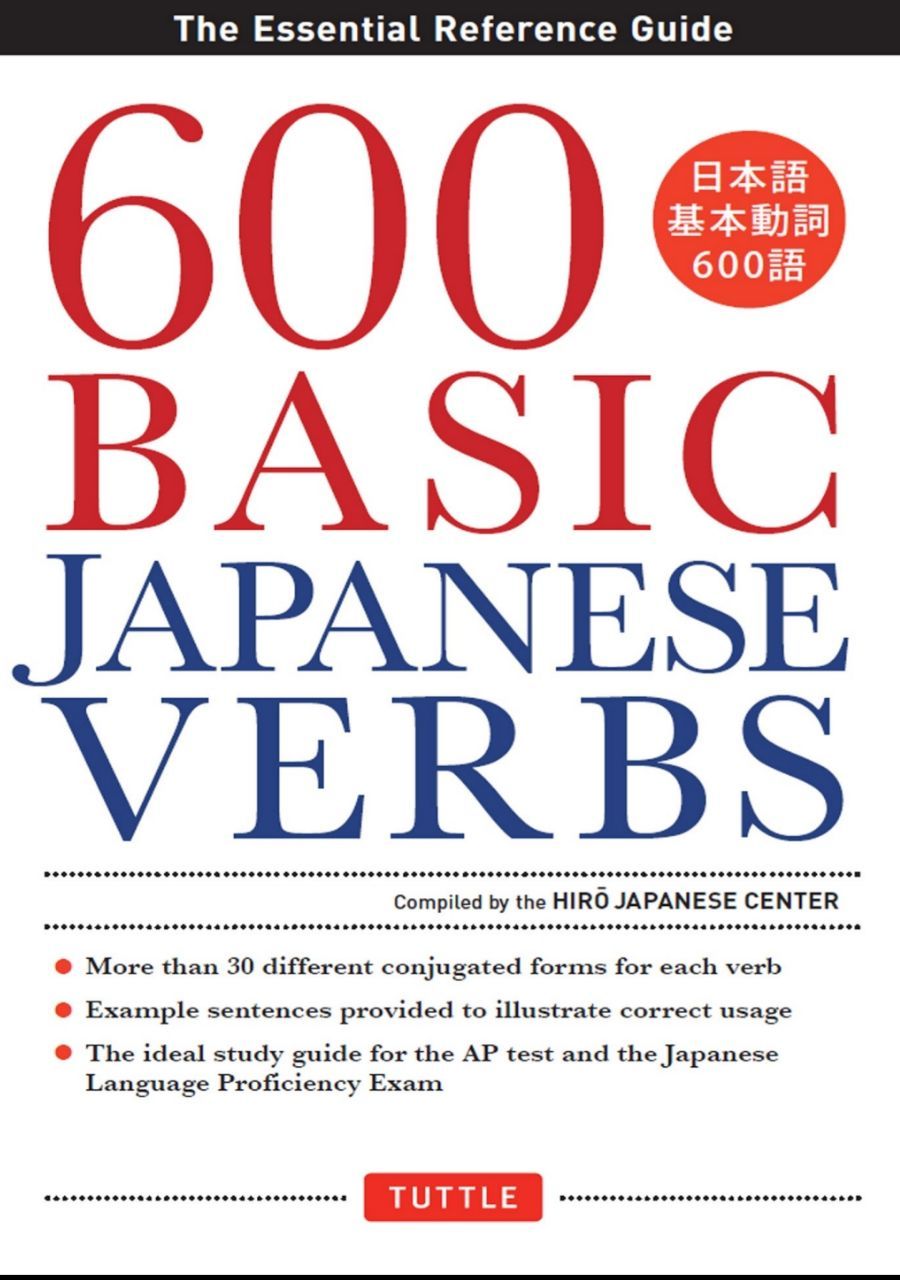 The Essential Reference Guide
600
日本語
基本動詞
600語
BASIC
JAPANESE
VERBS
Compiled by the HIRŌ JAPANESE CENTER
More than 30 different conjugated forms for each verb
Example sentences provided to illustrate correct usage
The ideal study guide for the AP test and the Japanese
Language Proficiency Exam
TUTTLE